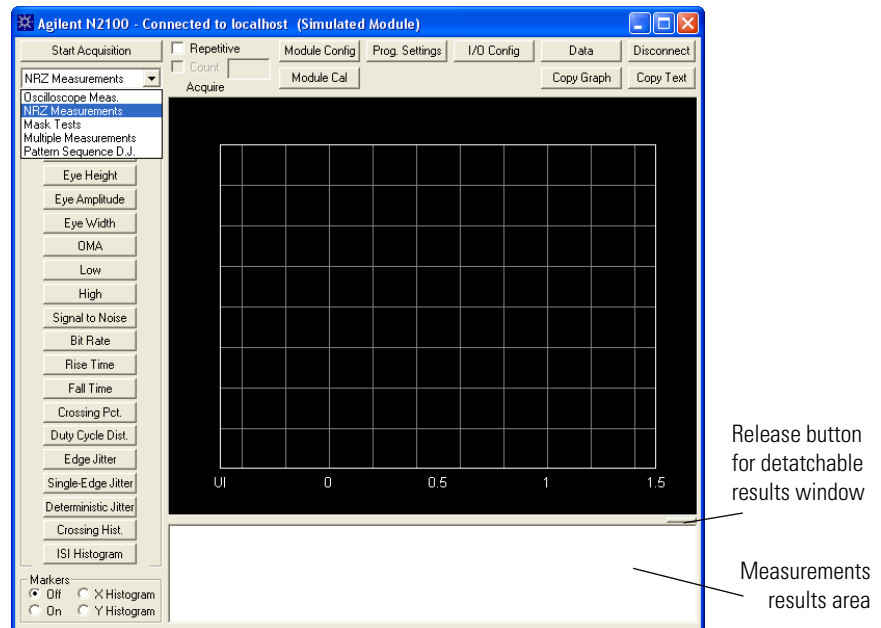 Agilent N2100 - Connected to localhost (Simulated Module)
Start Acquisition
Repetitive
Module Config
Prog. Settings
I/O Config
Data
Disconnect
NRZ Measurements
Count
Acquire
Module Cal
Copy Graph
Copy Text
Oscilloscope Meas.
NRZ Measurements
Mask Tests
Multiple Measurements
Pattern Sequence D.J.
Eye Height
Eye Amplitude
Eye Width
OMA
Low
High
Signal to Noise
Bit Rate
Rise Time
Fall Time
Crossing Pct.
Duty Cycle Dist.
Edge Jitter
Single-Edge Jitter
Deterministic Jitter
Crossing Hist.
ISI Histogram
UI 0 0.5 1 1.5
Markers
Off X Histogram
On Y Histogram
Release button
for detatchable
results window
Measurements
results area